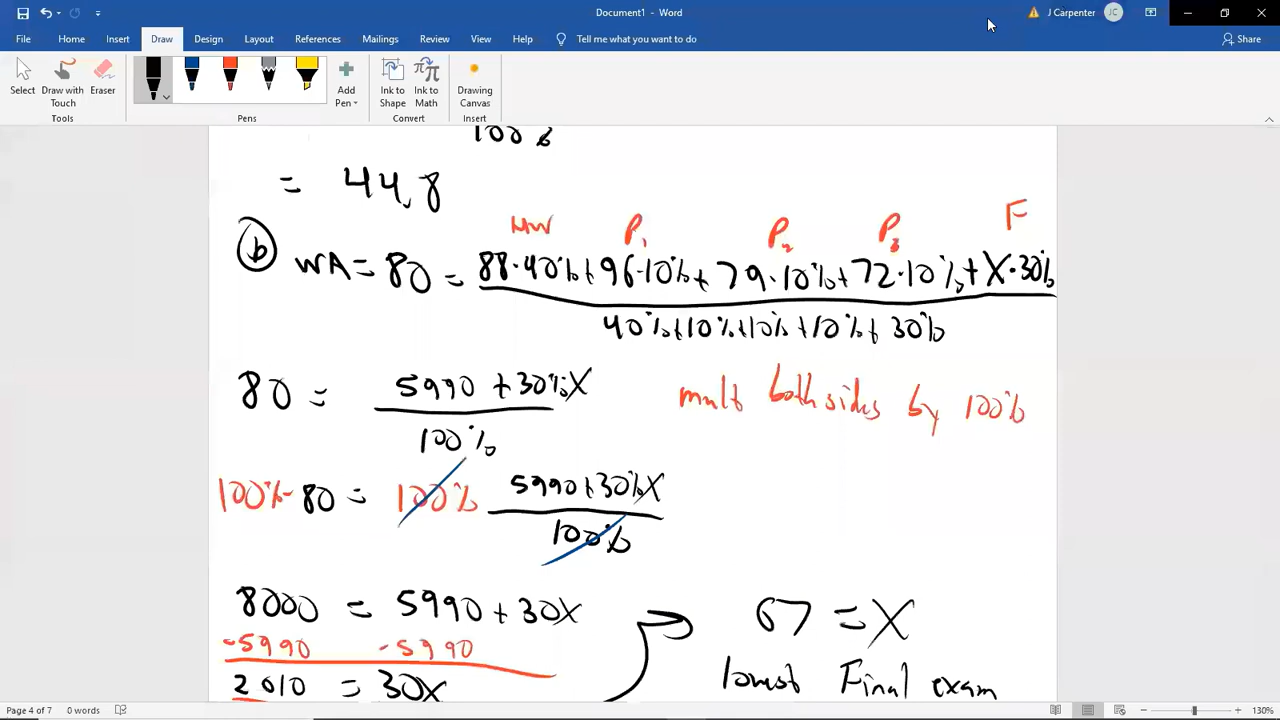 Document1 - Word
J Carpenter JC
File Home Insert Draw Design Layout References Mailings Review View Help Tell me what you want to do Share
Select Draw with Touch Eraser Add Pen Ink to Shape Ink to Math Drawing Canvas
Tools Pens Convert Insert
100%
= 44.8
HW P1 P2 P3 F
(b) WA = 80 = 88·40% + 96·10% + 79·10% + 72·10% + X·30%
40% + 10% + 10% + 10% + 30%
80 = 5990 + 30%X
100%
mult both sides by 100%
100% · 80 = 100% 5990 + 30%X
100%
8000 = 5990 + 30X
-5990 -5990
2010 = 30X
67 = X
lowest Final exam
Page 4 of 7 0 words 130%